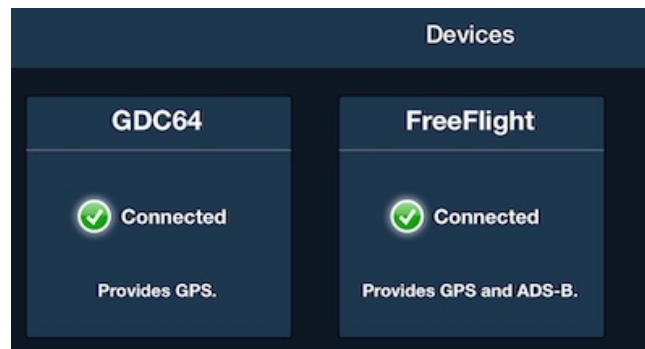 Devices
GDC64
Connected
Provides GPS.
FreeFlight
Connected
Provides GPS and ADS-B.